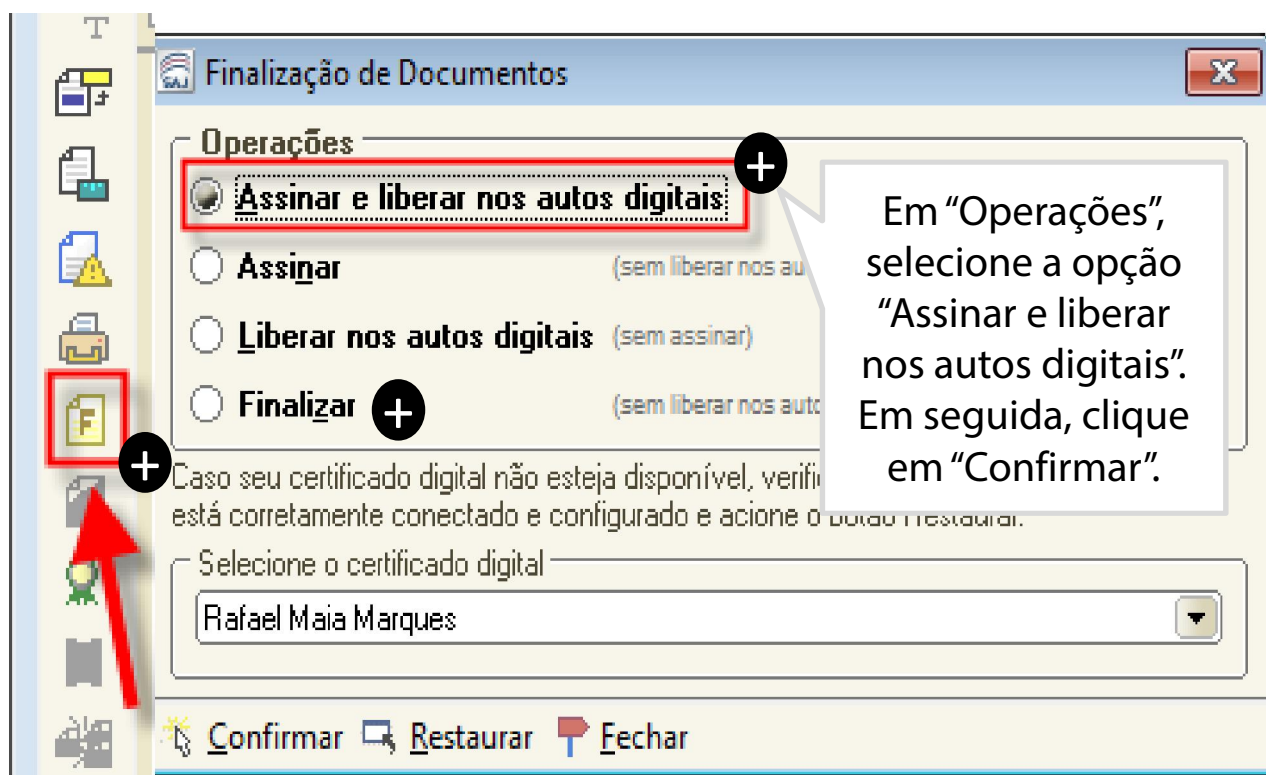 T
SAJ Finalização de Documentos
Operações
Assinar e liberar nos autos digitais
Assinar (sem liberar nos au
Liberar nos autos digitais (sem assinar)
Finalizar (sem liberar nos auto
Em “Operações”,
selecione a opção
“Assinar e liberar
nos autos digitais”.
Em seguida, clique
em “Confirmar”.
F
Caso seu certificado digital não esteja disponível, verifi
está corretamente conectado e configurado e acione o botão Restaurar.
Selecione o certificado digital
Rafael Maia Marques
Confirmar Restaurar Fechar